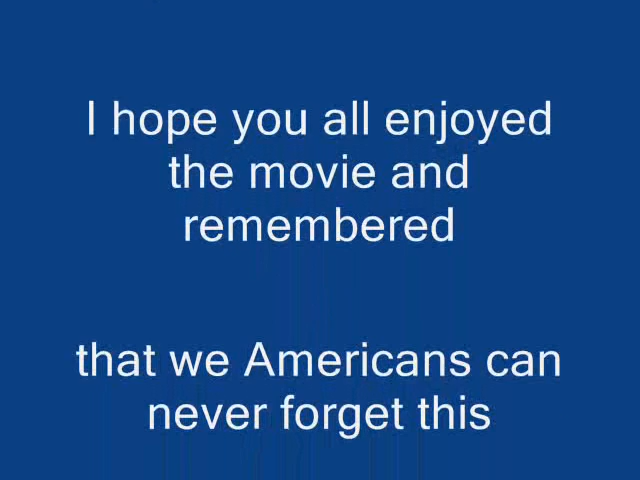 I hope you all enjoyed
the movie and
remembered
that we Americans can
never forget this